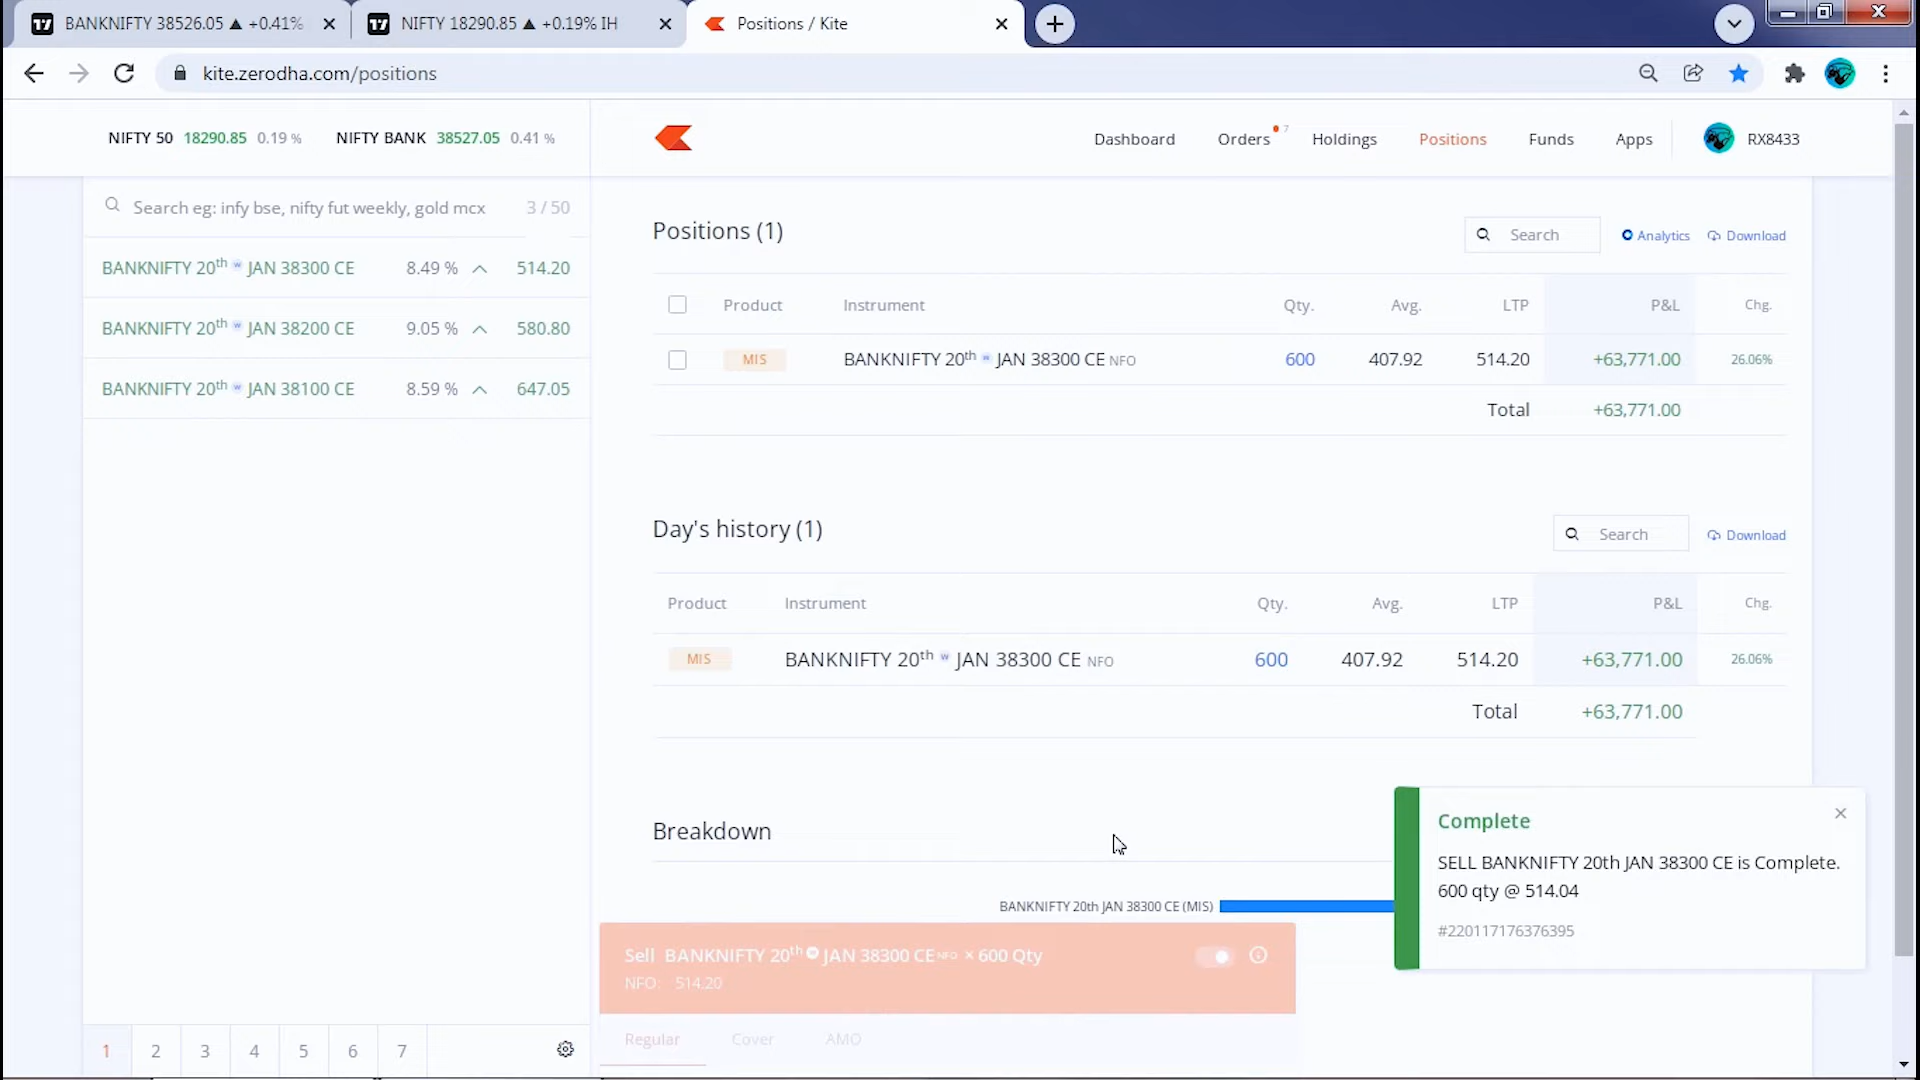 BANKNIFTY 38526.05 ▲ +0.41%
NIFTY 18290.85 ▲ +0.19% IH
Positions / Kite
kite.zerodha.com/positions
NIFTY 50 18290.85 0.19 %
NIFTY BANK 38527.05 0.41 %
Dashboard
Orders 7
Holdings
Positions
Funds
Apps
RX8433
Search eg: infy bse, nifty fut weekly, gold mcx
3 / 50
BANKNIFTY 20th w JAN 38300 CE 8.49 % 514.20
BANKNIFTY 20th w JAN 38200 CE 9.05 % 580.80
BANKNIFTY 20th w JAN 38100 CE 8.59 % 647.05
Positions (1)
Search
Analytics
Download
Product Instrument Qty. Avg. LTP P&L Chg.
MIS BANKNIFTY 20th w JAN 38300 CE NFO 600 407.92 514.20 +63,771.00 26.06%
Total +63,771.00
Day's history (1)
Search
Download
Product Instrument Qty. Avg. LTP P&L Chg.
MIS BANKNIFTY 20th w JAN 38300 CE NFO 600 407.92 514.20 +63,771.00 26.06%
Total +63,771.00
Breakdown
BANKNIFTY 20th JAN 38300 CE (MIS)
Complete
SELL BANKNIFTY 20th JAN 38300 CE is Complete.
600 qty @ 514.04
#220117176376395
Sell BANKNIFTY 20th w JAN 38300 CE NFO × 600 Qty
NFO: 514.20
Regular Cover AMO
1 2 3 4 5 6 7